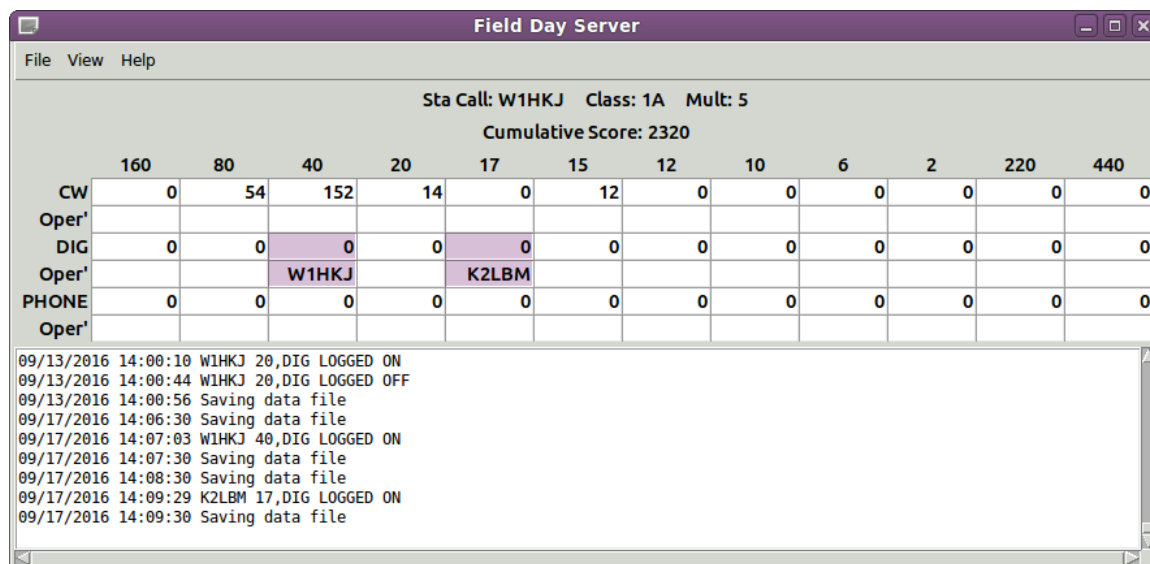 Field Day Server
File View Help
Sta Call: W1HKJ Class: 1A Mult: 5
Cumulative Score: 2320
160 80 40 20 17 15 12 10 6 2 220 440
CW 0 54 152 14 0 12 0 0 0 0 0 0
Oper'
DIG 0 0 0 0 0 0 0 0 0 0 0 0
Oper' W1HKJ K2LBM
PHONE 0 0 0 0 0 0 0 0 0 0 0 0
Oper'
09/13/2016 14:00:10 W1HKJ 20,DIG LOGGED ON
09/13/2016 14:00:44 W1HKJ 20,DIG LOGGED OFF
09/13/2016 14:00:56 Saving data file
09/17/2016 14:06:30 Saving data file
09/17/2016 14:07:03 W1HKJ 40,DIG LOGGED ON
09/17/2016 14:07:30 Saving data file
09/17/2016 14:08:30 Saving data file
09/17/2016 14:09:29 K2LBM 17,DIG LOGGED ON
09/17/2016 14:09:30 Saving data file